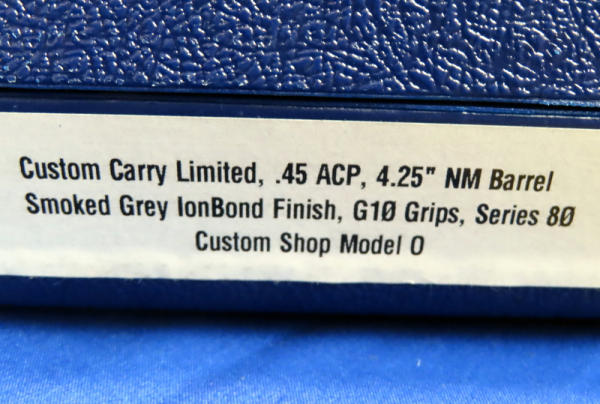 Custom Carry Limited, .45 ACP, 4.25" NM Barrel
Smoked Grey IonBond Finish, G10 Grips, Series 80
Custom Shop Model O